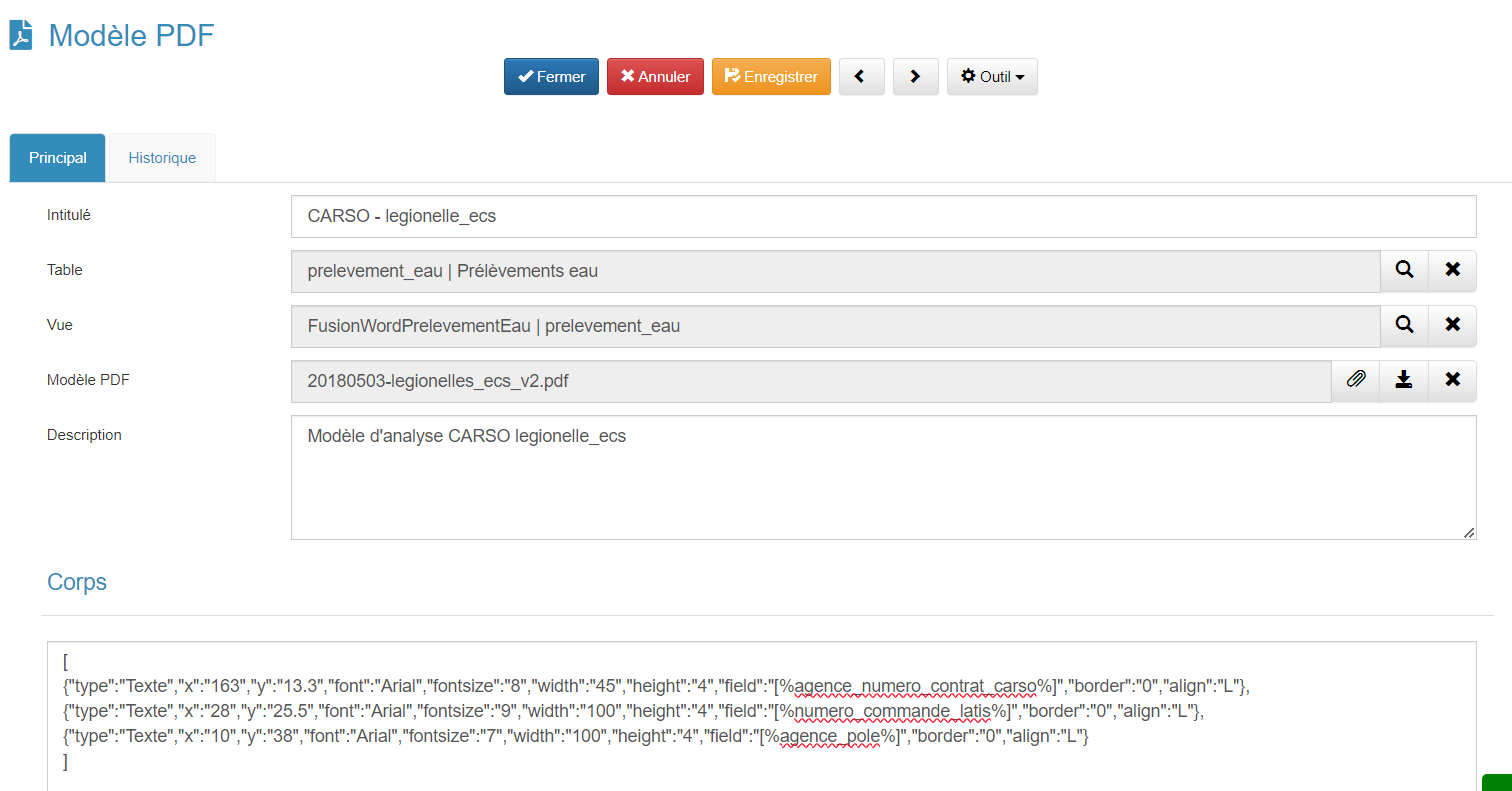 Modèle PDF
Fermer Annuler Enregistrer Outil
Principal Historique
Intitulé CARSO - legionelle_ecs
Table prelevement_eau | Prélèvements eau
Vue FusionWordPrelevementEau | prelevement_eau
Modèle PDF 20180503-legionelles_ecs_v2.pdf
Description Modèle d'analyse CARSO legionelle_ecs
Corps
[
{"type":"Texte","x":"163","y":"13.3","font":"Arial","fontsize":"8","width":"45","height":"4","field":"[%agence_numero_contrat_carso%]","border":"0","align":"L"},
{"type":"Texte","x":"28","y":"25.5","font":"Arial","fontsize":"9","width":"100","height":"4","field":"[%numero_commande_latis%]","border":"0","align":"L"},
{"type":"Texte","x":"10","y":"38","font":"Arial","fontsize":"7","width":"100","height":"4","field":"[%agence_pole%]","border":"0","align":"L"}
]